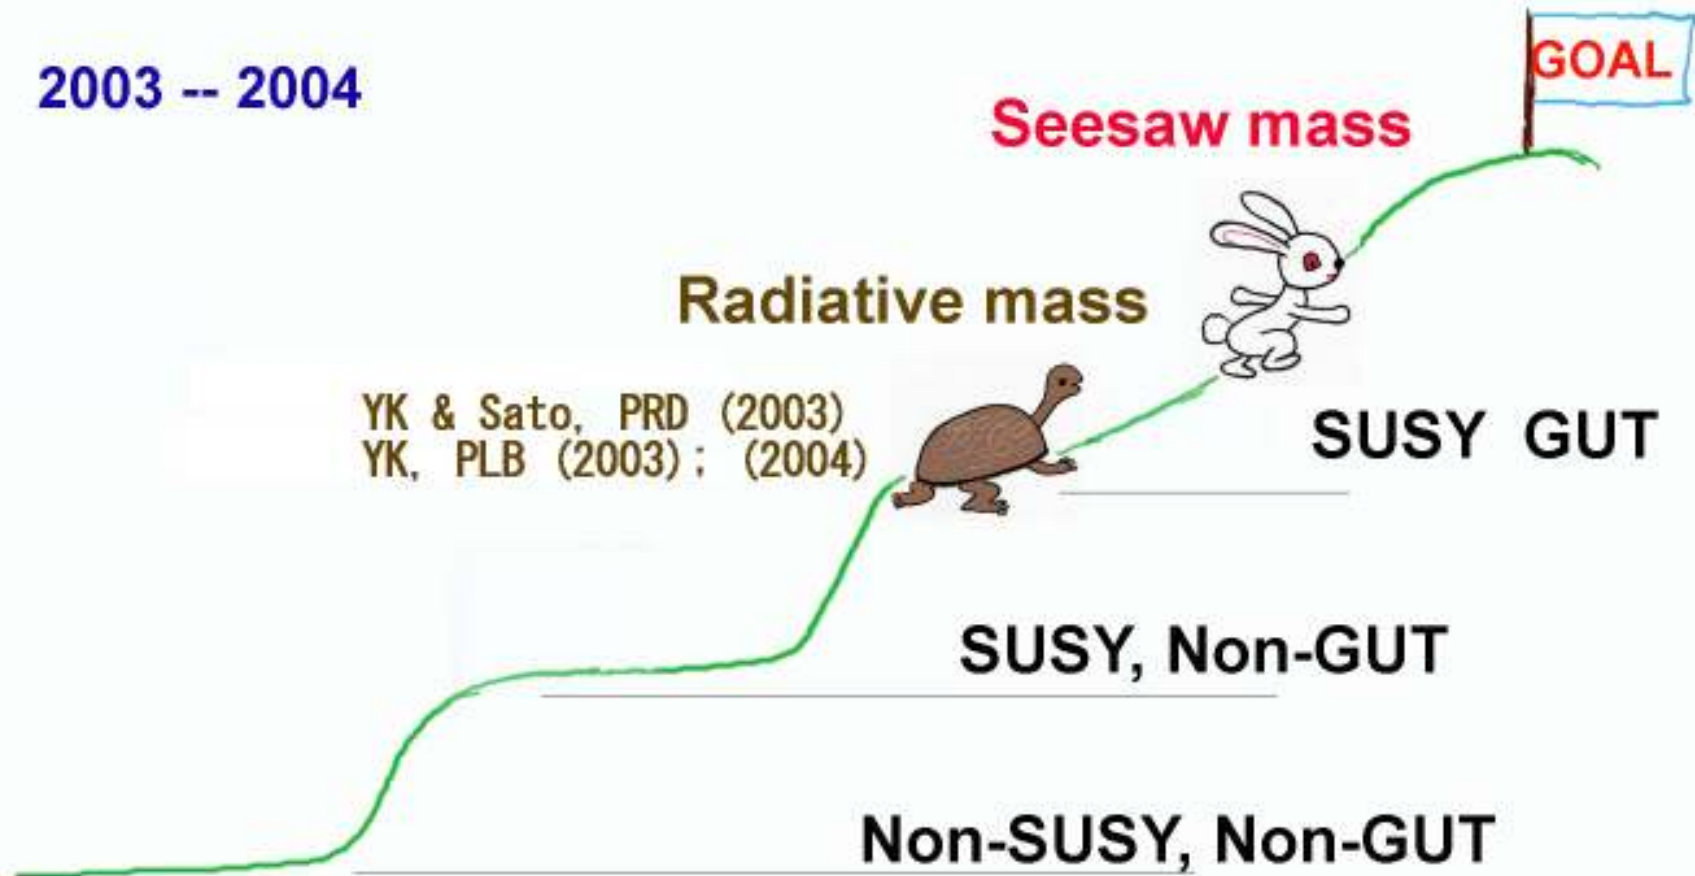 2003 -- 2004
GOAL
Seesaw mass
Radiative mass
YK & Sato, PRD (2003)
YK, PLB (2003); (2004)
SUSY GUT
SUSY, Non-GUT
Non-SUSY, Non-GUT